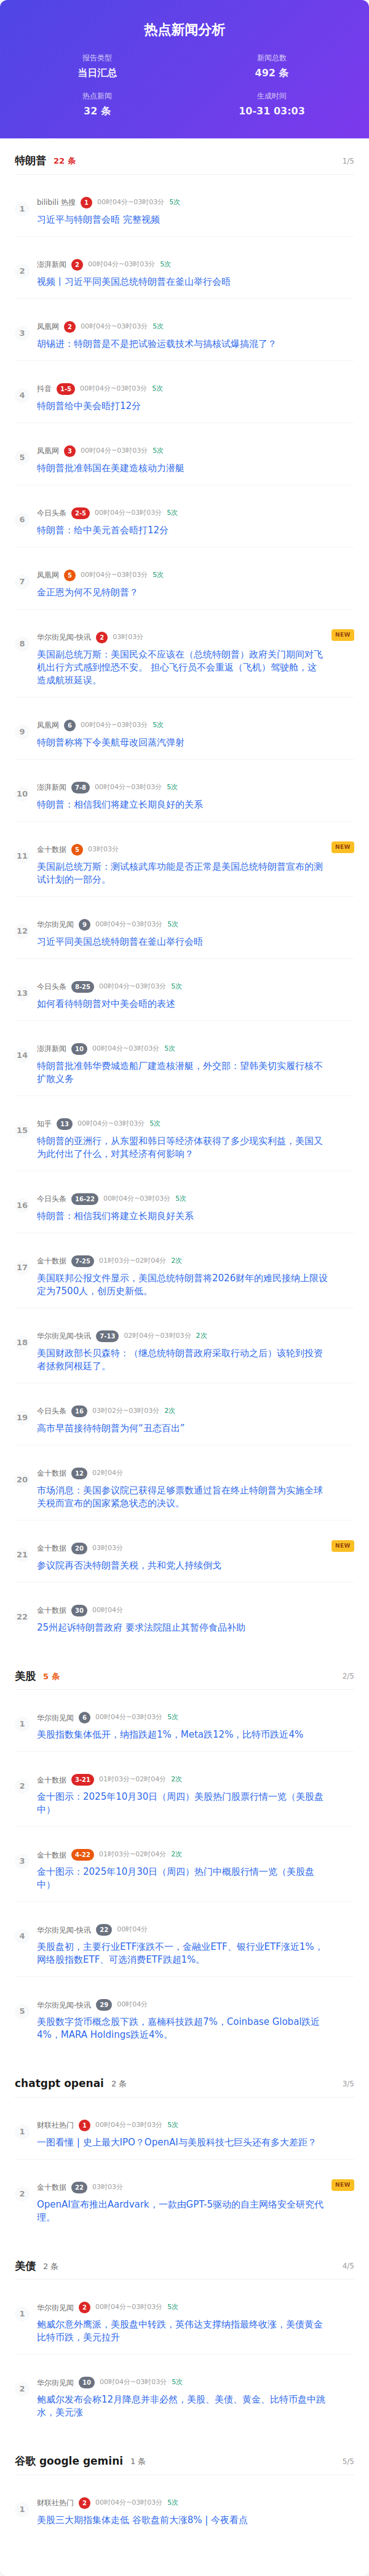 热点新闻分析
报告类型
当日汇总
新闻总数
492 条
热点新闻
32 条
生成时间
10-31 03:03
特朗普 22 条 1/5
1
bilibili 热搜 1 00时04分~03时03分 5次
习近平与特朗普会晤 完整视频
2
澎湃新闻 2 00时04分~03时03分 5次
视频丨习近平同美国总统特朗普在釜山举行会晤
3
凤凰网 2 00时04分~03时03分 5次
胡锡进：特朗普是不是把试验运载技术与搞核试爆搞混了？
4
抖音 1-5 00时04分~03时03分 5次
特朗普给中美会晤打12分
5
凤凰网 3 00时04分~03时03分 5次
特朗普批准韩国在美建造核动力潜艇
6
今日头条 2-5 00时04分~03时03分 5次
特朗普：给中美元首会晤打12分
7
凤凰网 5 00时04分~03时03分 5次
金正恩为何不见特朗普？
8
华尔街见闻-快讯 2 03时03分 NEW
美国副总统万斯：美国民众不应该在（总统特朗普）政府关门期间对飞
机出行方式感到惶恐不安。 担心飞行员不会重返（飞机）驾驶舱，这
造成航班延误。
9
凤凰网 6 00时04分~03时03分 5次
特朗普称将下令美航母改回蒸汽弹射
10
澎湃新闻 7-8 00时04分~03时03分 5次
特朗普：相信我们将建立长期良好的关系
11
金十数据 5 03时03分 NEW
美国副总统万斯：测试核武库功能是否正常是美国总统特朗普宣布的测
试计划的一部分。
12
华尔街见闻 9 00时04分~03时03分 5次
习近平同美国总统特朗普在釜山举行会晤
13
今日头条 8-25 00时04分~03时03分 5次
如何看待特朗普对中美会晤的表述
14
澎湃新闻 10 00时04分~03时03分 5次
特朗普批准韩华费城造船厂建造核潜艇，外交部：望韩美切实履行核不
扩散义务
15
知乎 13 00时04分~03时03分 5次
特朗普的亚洲行，从东盟和韩日等经济体获得了多少现实利益，美国又
为此付出了什么，对其经济有何影响？
16
今日头条 16-22 00时04分~03时03分 5次
特朗普：相信我们将建立长期良好关系
17
金十数据 7-25 01时03分~02时04分 2次
美国联邦公报文件显示，美国总统特朗普将2026财年的难民接纳上限设
定为7500人，创历史新低。
18
华尔街见闻-快讯 7-13 02时04分~03时03分 2次
美国财政部长贝森特：（继总统特朗普政府采取行动之后）该轮到投资
者拯救阿根廷了。
19
今日头条 16 03时02分~03时03分 2次
高市早苗接待特朗普为何“丑态百出”
20
金十数据 12 02时04分
市场消息：美国参议院已获得足够票数通过旨在终止特朗普为实施全球
关税而宣布的国家紧急状态的决议。
21
金十数据 20 03时03分 NEW
参议院再否决特朗普关税，共和党人持续倒戈
22
金十数据 30 00时04分
25州起诉特朗普政府 要求法院阻止其暂停食品补助
美股 5 条 2/5
1
华尔街见闻 6 00时04分~03时03分 5次
美股指数集体低开，纳指跌超1%，Meta跌12%，比特币跌近4%
2
金十数据 3-21 01时03分~02时04分 2次
金十图示：2025年10月30日（周四）美股热门股票行情一览（美股盘
中）
3
金十数据 4-22 01时03分~02时04分 2次
金十图示：2025年10月30日（周四）热门中概股行情一览（美股盘
中）
4
华尔街见闻-快讯 22 00时04分
美股盘初，主要行业ETF涨跌不一，金融业ETF、银行业ETF涨近1%，
网络股指数ETF、可选消费ETF跌超1%。
5
华尔街见闻-快讯 29 00时04分
美股数字货币概念股下跌，嘉楠科技跌超7%，Coinbase Global跌近
4%，MARA Holdings跌近4%。
chatgpt openai 2 条 3/5
1
财联社热门 1 00时04分~03时03分 5次
一图看懂 | 史上最大IPO？OpenAI与美股科技七巨头还有多大差距？
2
金十数据 22 03时03分 NEW
OpenAI宣布推出Aardvark，一款由GPT-5驱动的自主网络安全研究代
理。
美债 2 条 4/5
1
华尔街见闻 2 00时04分~03时03分 5次
鲍威尔意外鹰派，美股盘中转跌，英伟达支撑纳指最终收涨，美债黄金
比特币跌，美元拉升
2
华尔街见闻 10 00时04分~03时03分 5次
鲍威尔发布会称12月降息并非必然，美股、美债、黄金、比特币盘中跳
水，美元涨
谷歌 google gemini 1 条 5/5
1
财联社热门 2 00时04分~03时03分 5次
美股三大期指集体走低 谷歌盘前大涨8% | 今夜看点